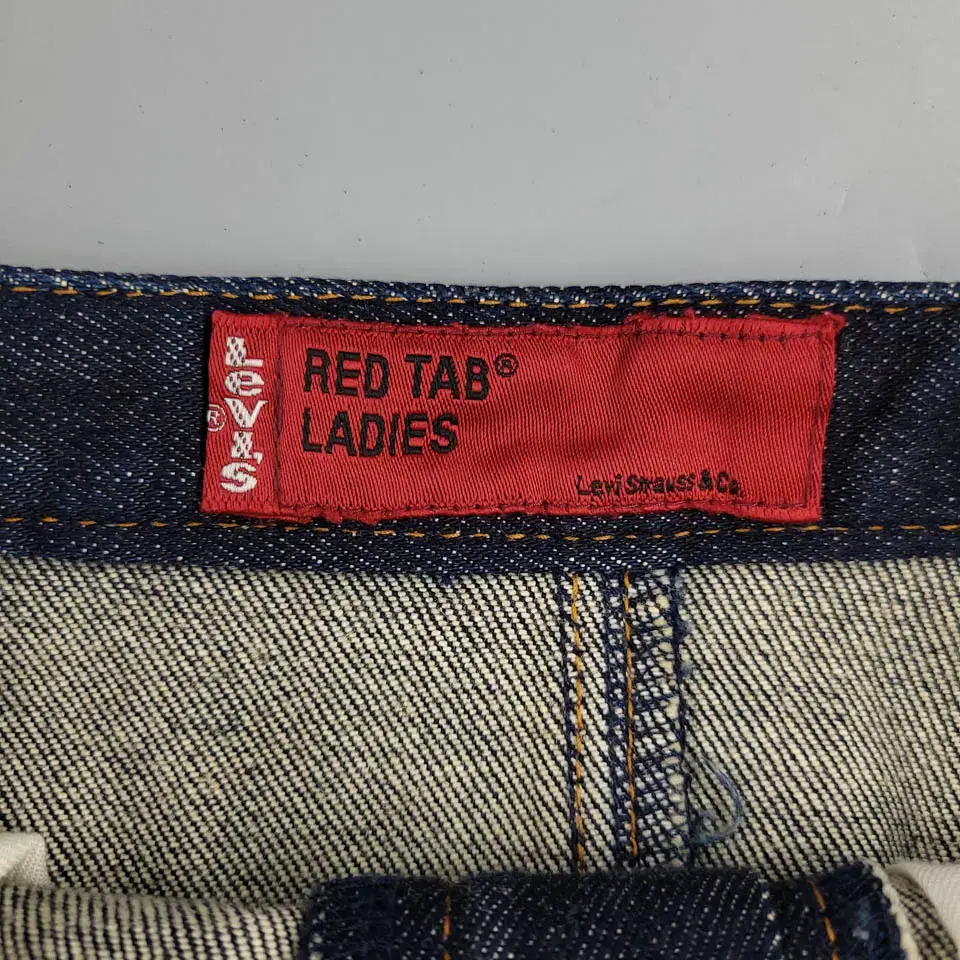 LEVI'S
®
RED TAB®
LADIES
Levi Strauss & Co.